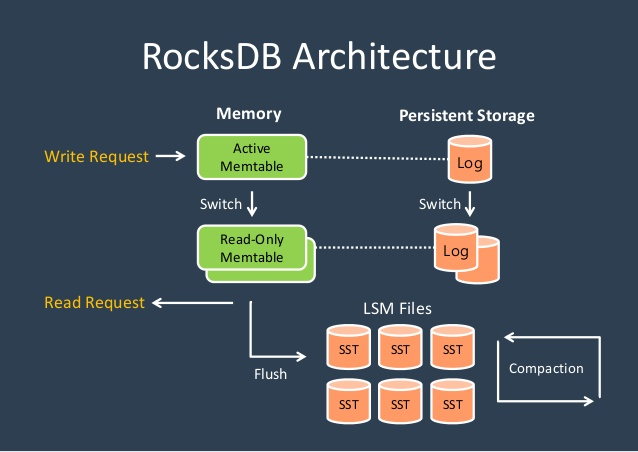 RocksDB Architecture
Memory
Persistent Storage
Write Request
Active
Memtable
Log
Switch
Switch
Read-Only
Memtable
Log
Read Request
LSM Files
SST
SST
SST
Flush
Compaction
SST
SST
SST